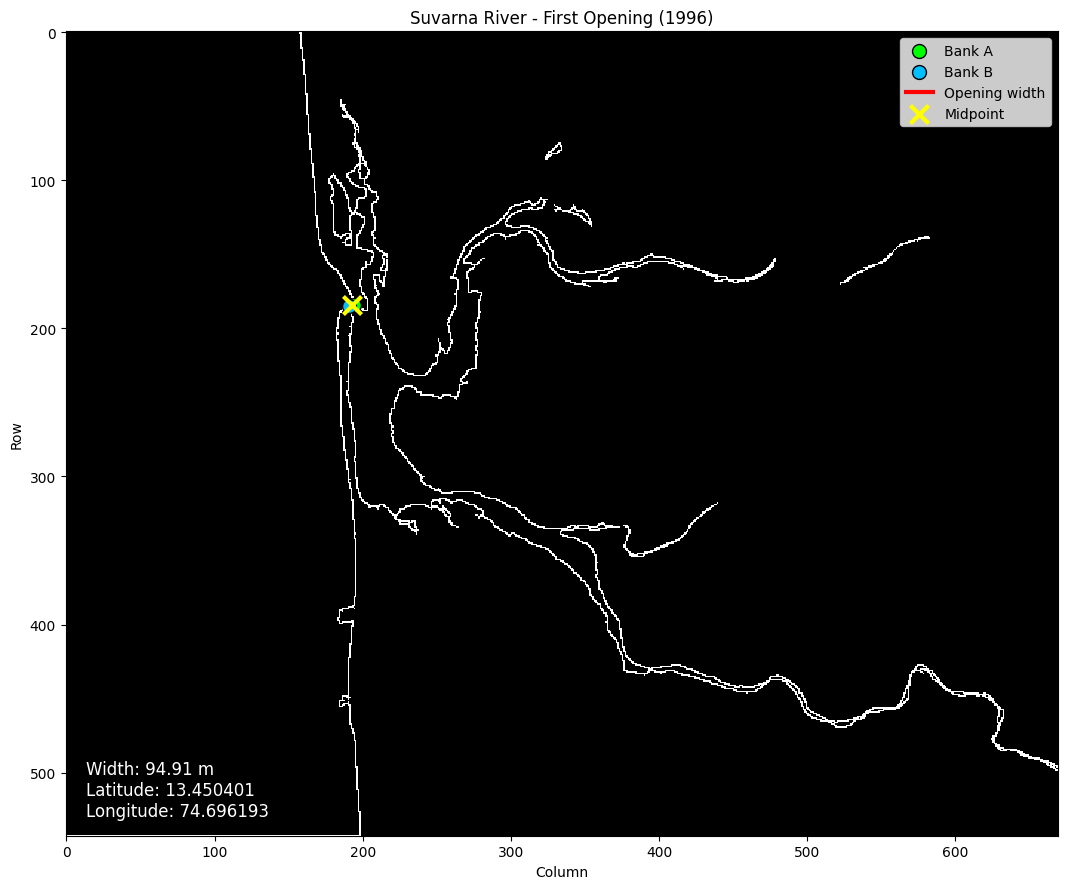 Suvarna River - First Opening (1996)
Bank A
Bank B
Opening width
Midpoint
0
100
200
300
400
500
Row
Width: 94.91 m
Latitude: 13.450401
Longitude: 74.696193
0 100 200 300 400 500 600
Column